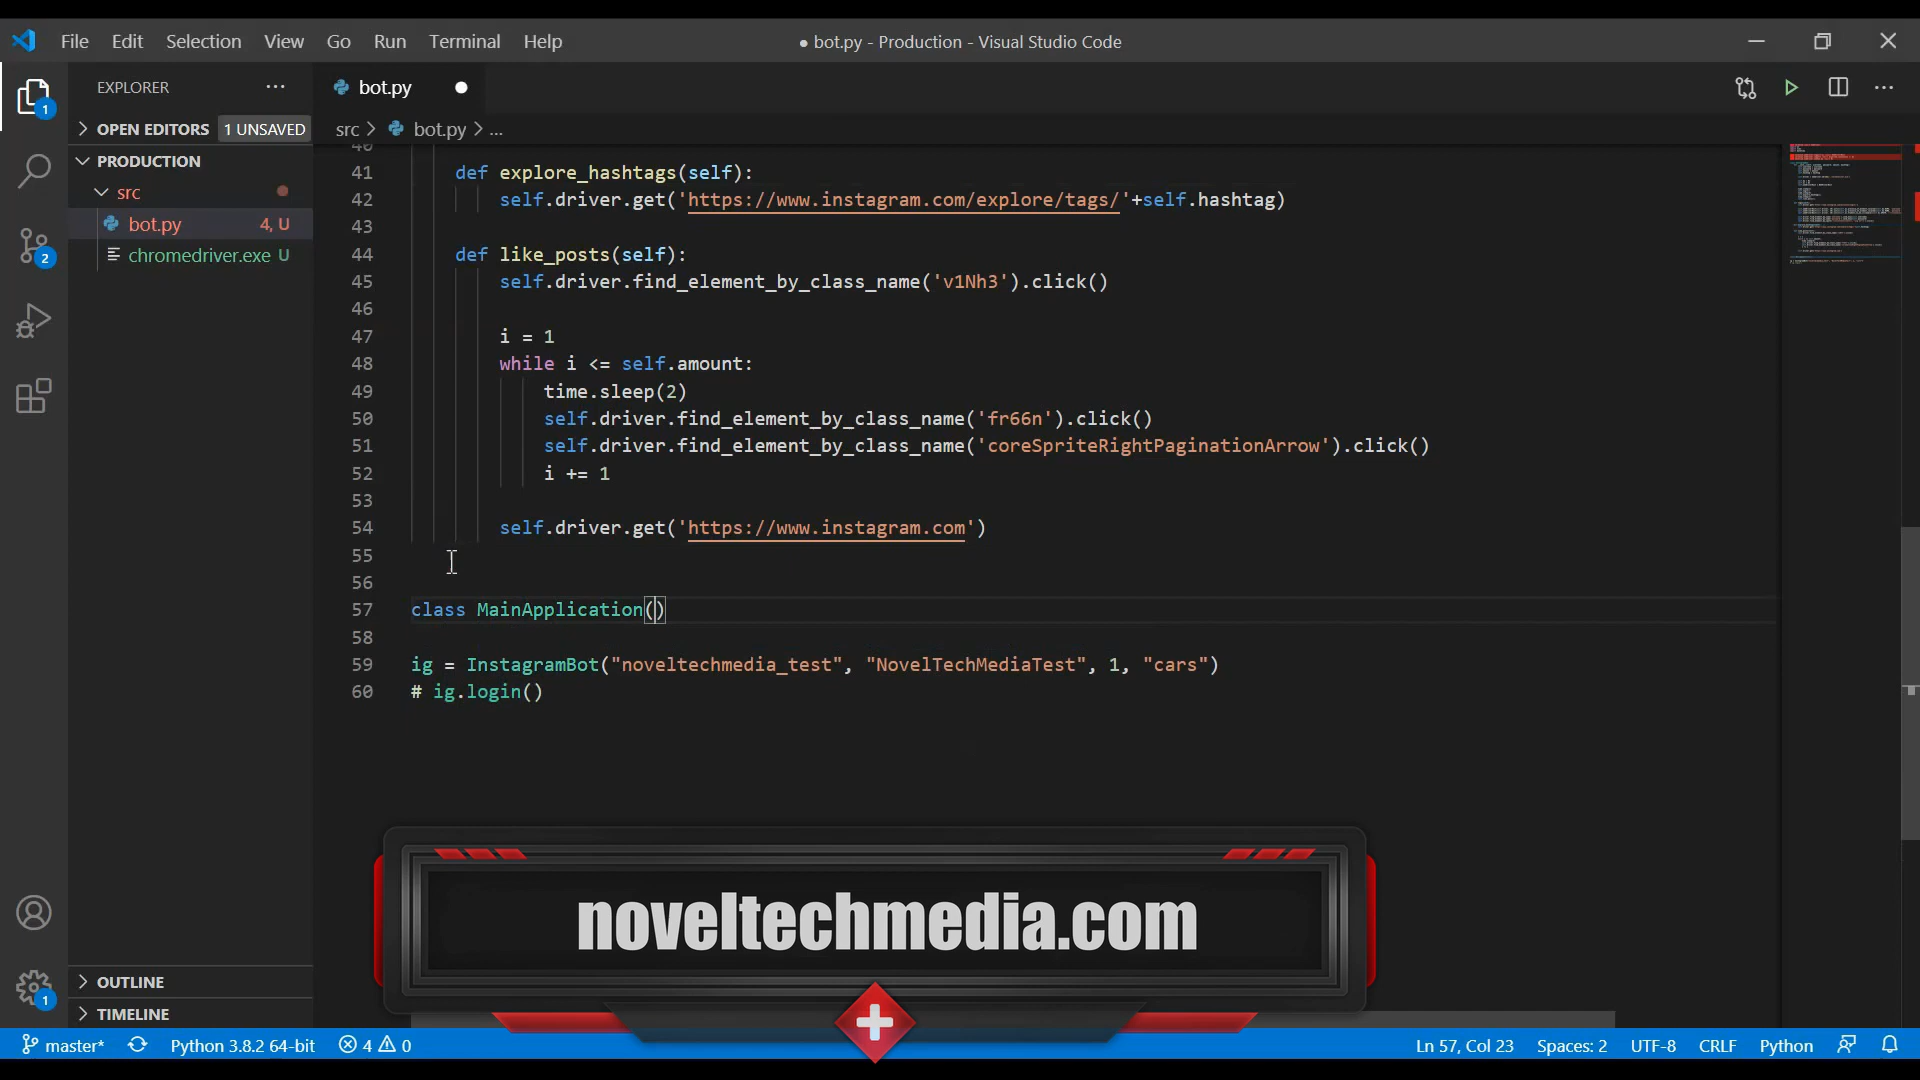 File Edit Selection View Go Run Terminal Help
● bot.py - Production - Visual Studio Code
EXPLORER
bot.py
OPEN EDITORS 1 UNSAVED
src > bot.py > ...
PRODUCTION
src
bot.py 4, U
chromedriver.exe U
40
41 def explore_hashtags(self):
42 self.driver.get('https://www.instagram.com/explore/tags/'+self.hashtag)
43
44 def like_posts(self):
45 self.driver.find_element_by_class_name('v1Nh3').click()
46
47 i = 1
48 while i <= self.amount:
49 time.sleep(2)
50 self.driver.find_element_by_class_name('fr66n').click()
51 self.driver.find_element_by_class_name('coreSpriteRightPaginationArrow').click()
52 i += 1
53
54 self.driver.get('https://www.instagram.com')
55
56
57 class MainApplication()
58
59 ig = InstagramBot("noveltechmedia_test", "NovelTechMediaTest", 1, "cars")
60 # ig.login()
1
2
1
noveltechmedia.com
OUTLINE
TIMELINE
master* Python 3.8.2 64-bit 4 0 Ln 57, Col 23 Spaces: 2 UTF-8 CRLF Python